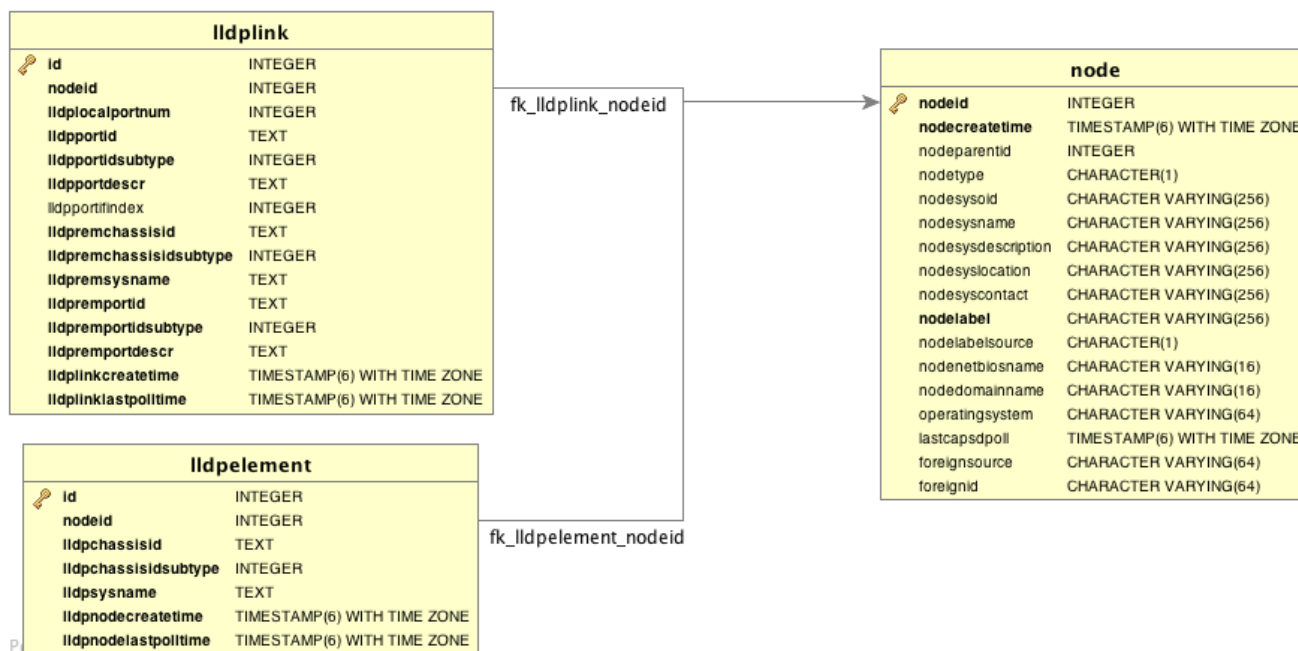 lldplink
id INTEGER
nodeid INTEGER
lldplocalportnum INTEGER
lldpportid TEXT
lldpportidsubtype INTEGER
lldpportdescr TEXT
lldpportifindex INTEGER
lldpremchassisid TEXT
lldpremchassisidsubtype INTEGER
lldpremsysname TEXT
lldpremportid TEXT
lldpremportidsubtype INTEGER
lldpremportdescr TEXT
lldplinkcreatetime TIMESTAMP(6) WITH TIME ZONE
lldplinklastpolltime TIMESTAMP(6) WITH TIME ZONE
fk_lldplink_nodeid
node
nodeid INTEGER
nodecreatetime TIMESTAMP(6) WITH TIME ZONE
nodeparentid INTEGER
nodetype CHARACTER(1)
nodesysoid CHARACTER VARYING(256)
nodesysname CHARACTER VARYING(256)
nodesysdescription CHARACTER VARYING(256)
nodesyslocation CHARACTER VARYING(256)
nodesyscontact CHARACTER VARYING(256)
nodelabel CHARACTER VARYING(256)
nodelabelsource CHARACTER(1)
nodenetbiosname CHARACTER VARYING(16)
nodedomainname CHARACTER VARYING(16)
operatingsystem CHARACTER VARYING(64)
lastcapsdpoll TIMESTAMP(6) WITH TIME ZONE
foreignsource CHARACTER VARYING(64)
foreignid CHARACTER VARYING(64)
lldpelement
id INTEGER
nodeid INTEGER
lldpchassisid TEXT
lldpchassisidsubtype INTEGER
lldpsysname TEXT
lldpnodecreatetime TIMESTAMP(6) WITH TIME ZONE
lldpnodelastpolltime TIMESTAMP(6) WITH TIME ZONE
fk_lldpelement_nodeid